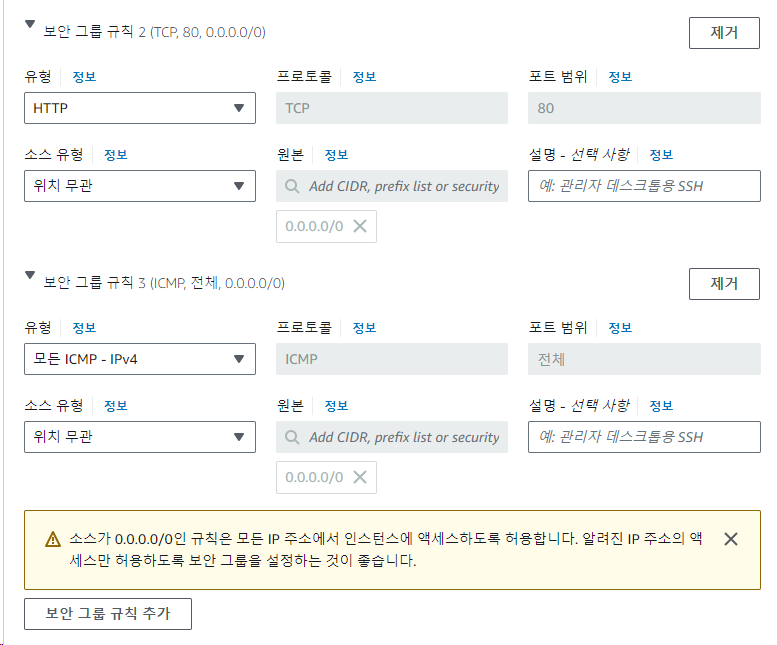 보안 그룹 규칙 2 (TCP, 80, 0.0.0.0/0) 제거
유형 정보 프로토콜 정보 포트 범위 정보
HTTP TCP 80
소스 유형 정보 원본 정보 설명 - 선택 사항 정보
위치 무관 Add CIDR, prefix list or security 예: 관리자 데스크톱용 SSH
0.0.0.0/0
보안 그룹 규칙 3 (ICMP, 전체, 0.0.0.0/0) 제거
유형 정보 프로토콜 정보 포트 범위 정보
모든 ICMP - IPv4 ICMP 전체
소스 유형 정보 원본 정보 설명 - 선택 사항 정보
위치 무관 Add CIDR, prefix list or security 예: 관리자 데스크톱용 SSH
0.0.0.0/0
소스가 0.0.0.0/0인 규칙은 모든 IP 주소에서 인스턴스에 액세스하도록 허용합니다. 알려진 IP 주소의 액
세스만 허용하도록 보안 그룹을 설정하는 것이 좋습니다.
보안 그룹 규칙 추가